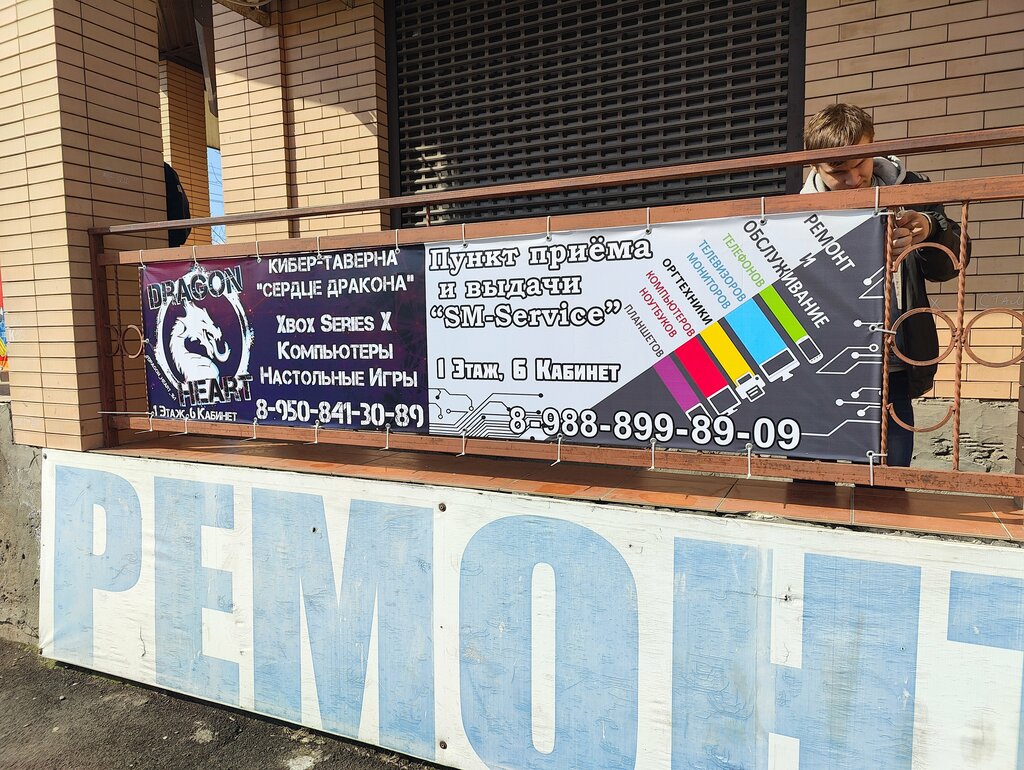 DRAGON
HEART
1 Этаж, 6 Кабинет
КИБЕР-ТАВЕРНА
"СЕРДЦЕ ДРАКОНА"
Xbox Series X
Компьютеры
Настольные Игры
8-950-841-30-89
Пункт приёма
и выдачи
“SM-Service”
1 Этаж, 6 Кабинет
8-988-899-89-09
РЕМОНТ
И
ОБСЛУЖИВАНИЕ
ТЕЛЕФОНОВ
ТЕЛЕВИЗОРОВ
МОНИТОРОВ
ОРГТЕХНИКИ
КОМПЬЮТЕРОВ
НОУТБУКОВ
ПЛАНШЕТОВ
РЕМОНТ